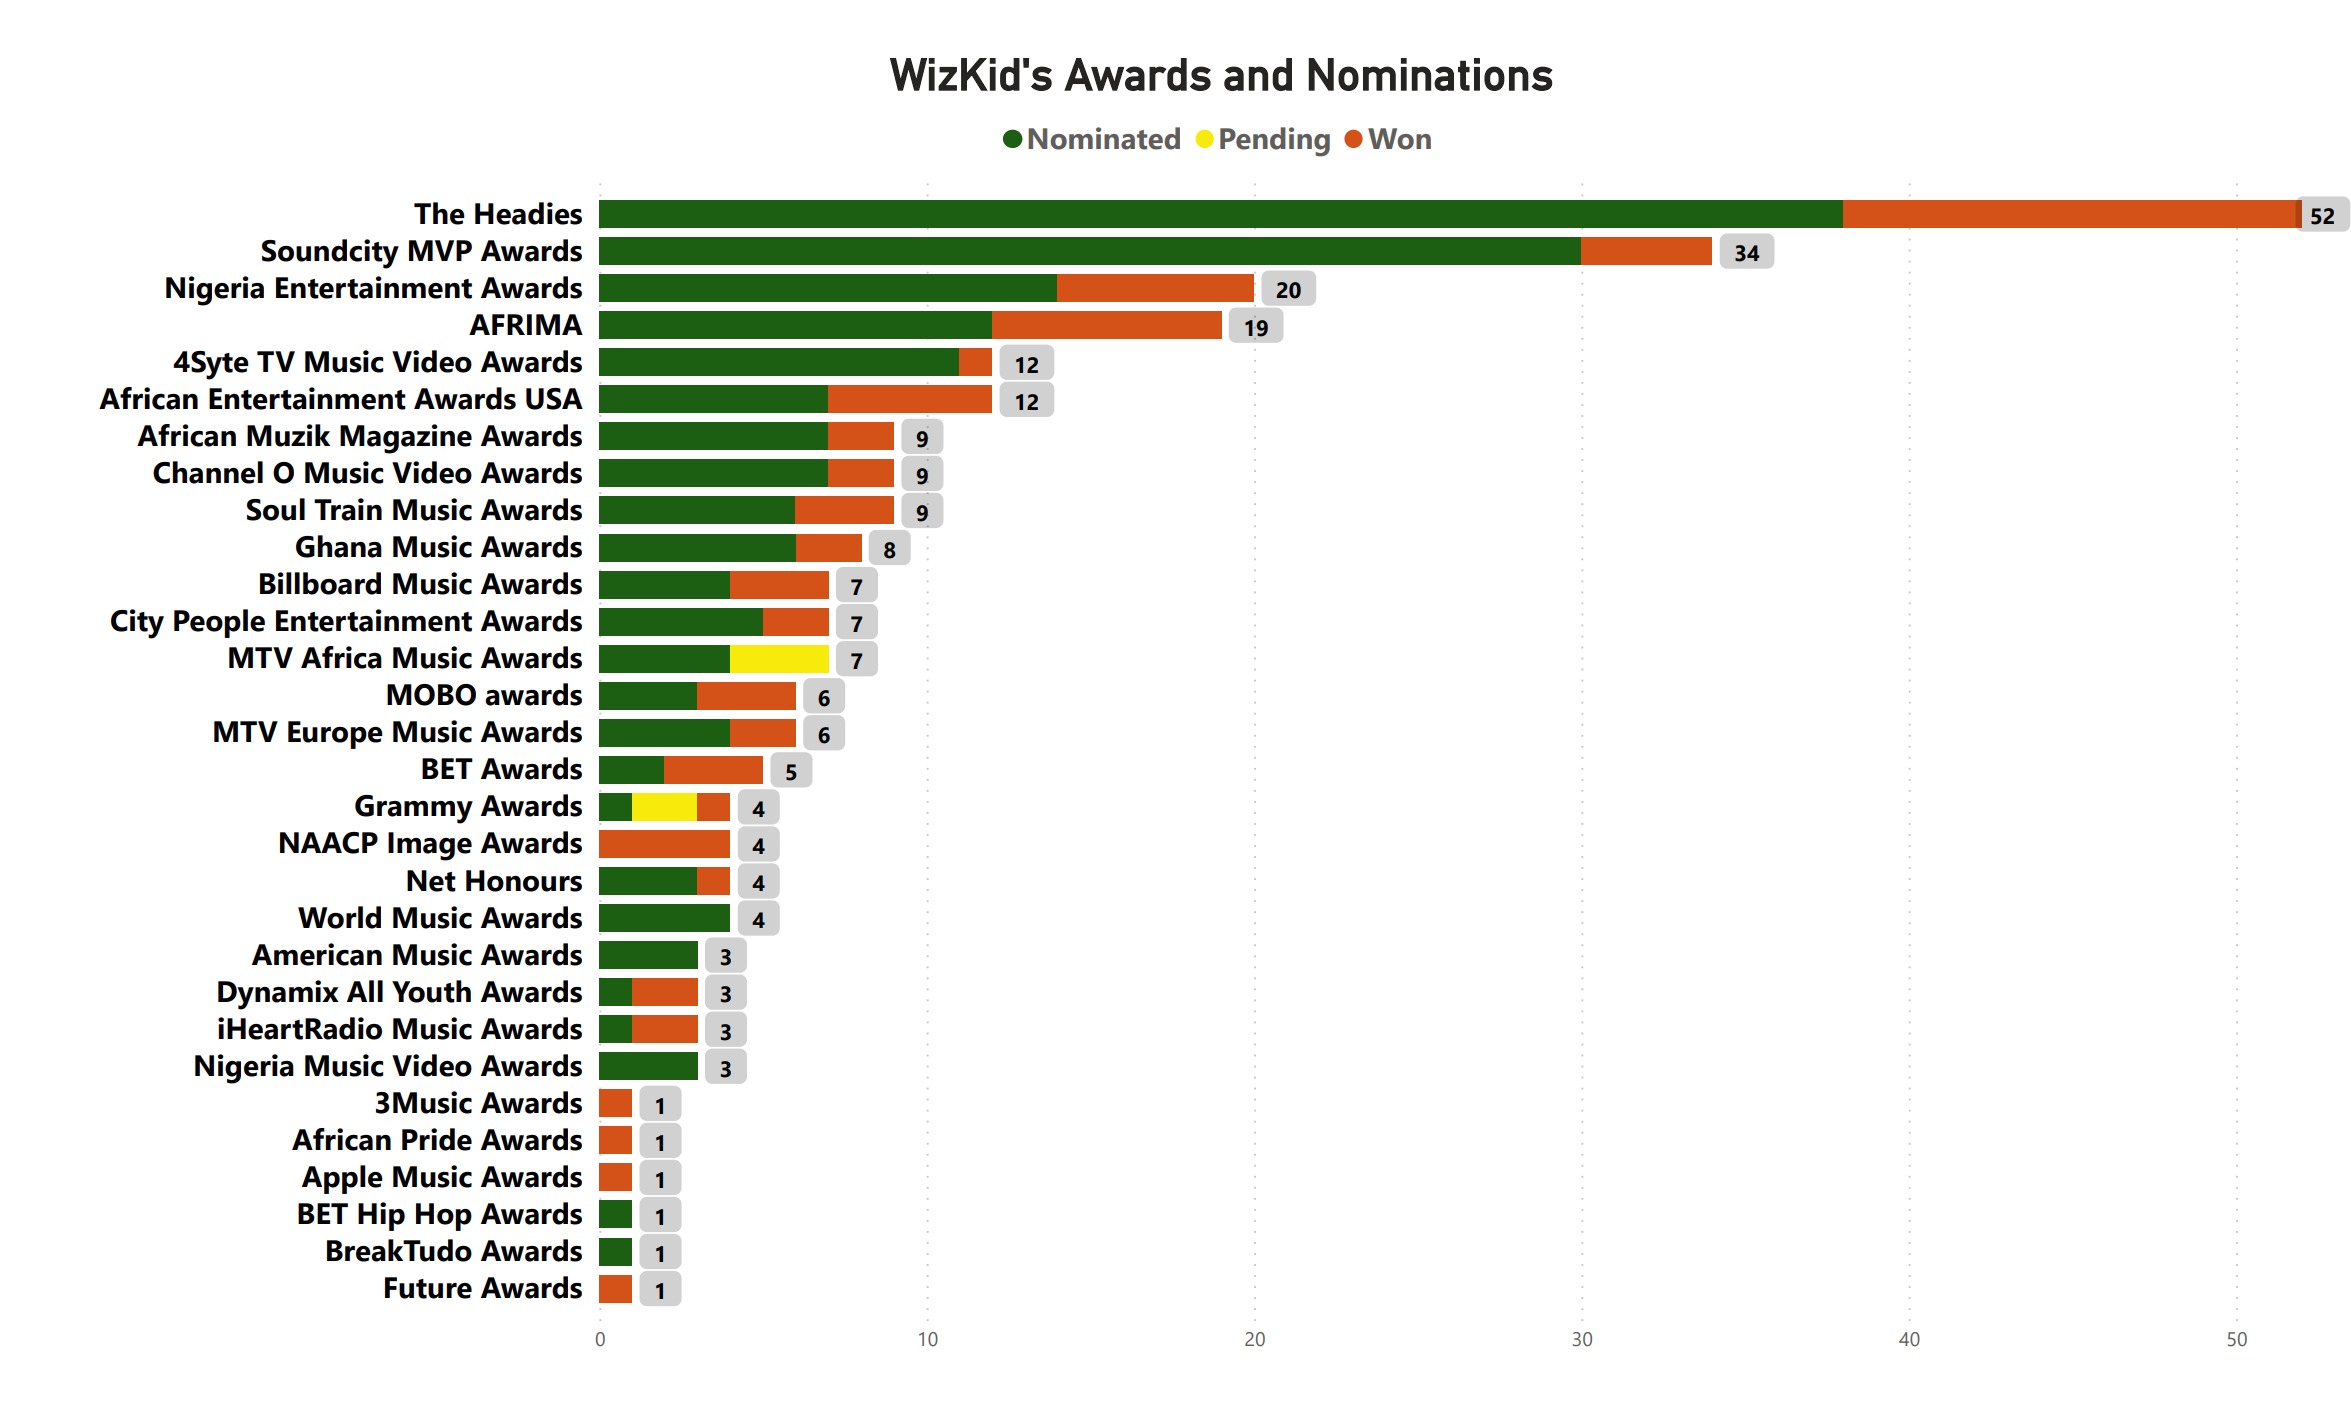 WizKid's Awards and Nominations
Nominated Pending Won
The Headies 52
Soundcity MVP Awards 34
Nigeria Entertainment Awards 20
AFRIMA 19
4Syte TV Music Video Awards 12
African Entertainment Awards USA 12
African Muzik Magazine Awards 9
Channel O Music Video Awards 9
Soul Train Music Awards 9
Ghana Music Awards 8
Billboard Music Awards 7
City People Entertainment Awards 7
MTV Africa Music Awards 7
MOBO awards 6
MTV Europe Music Awards 6
BET Awards 5
Grammy Awards 4
NAACP Image Awards 4
Net Honours 4
World Music Awards 4
American Music Awards 3
Dynamix All Youth Awards 3
iHeartRadio Music Awards 3
Nigeria Music Video Awards 3
3Music Awards 1
African Pride Awards 1
Apple Music Awards 1
BET Hip Hop Awards 1
BreakTudo Awards 1
Future Awards 1
0 10 20 30 40 50